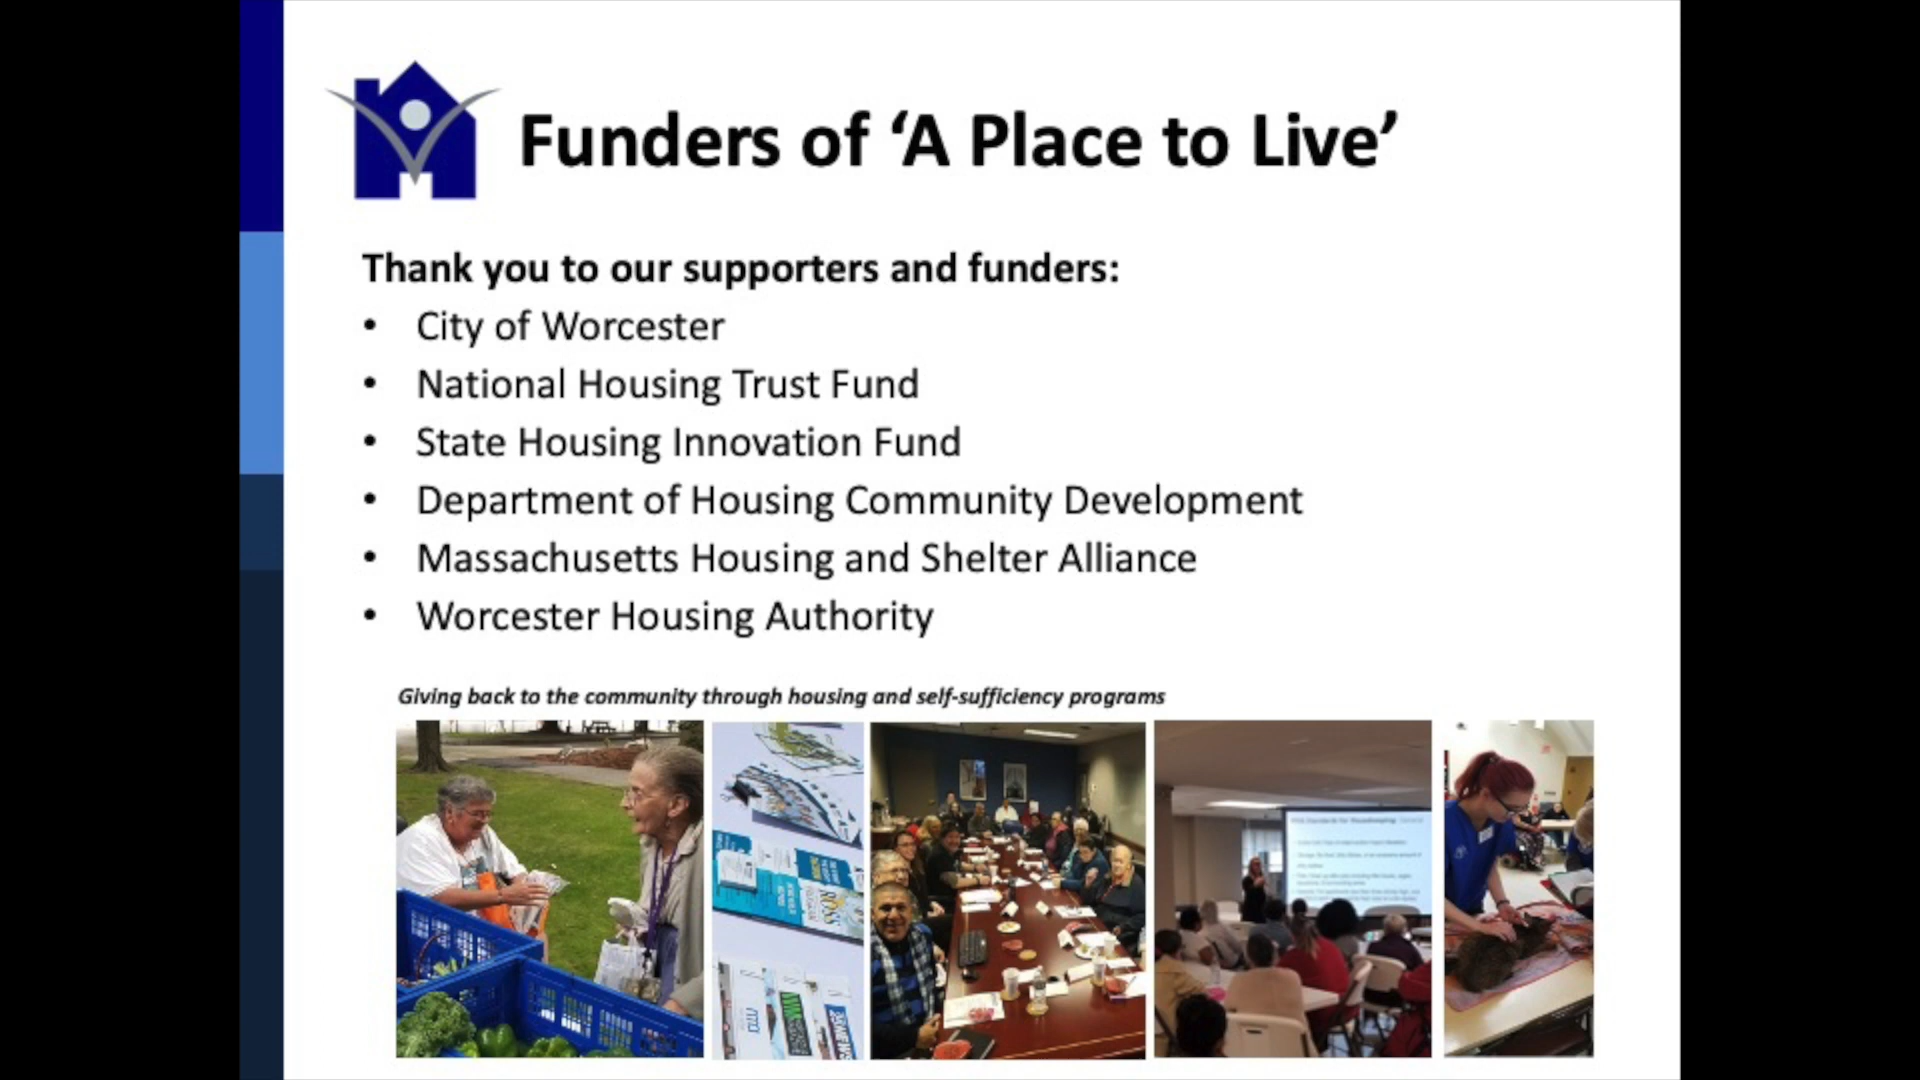 Funders of ‘A Place to Live’
Thank you to our supporters and funders:
• City of Worcester
• National Housing Trust Fund
• State Housing Innovation Fund
• Department of Housing Community Development
• Massachusetts Housing and Shelter Alliance
• Worcester Housing Authority
Giving back to the community through housing and self-sufficiency programs
ROSS